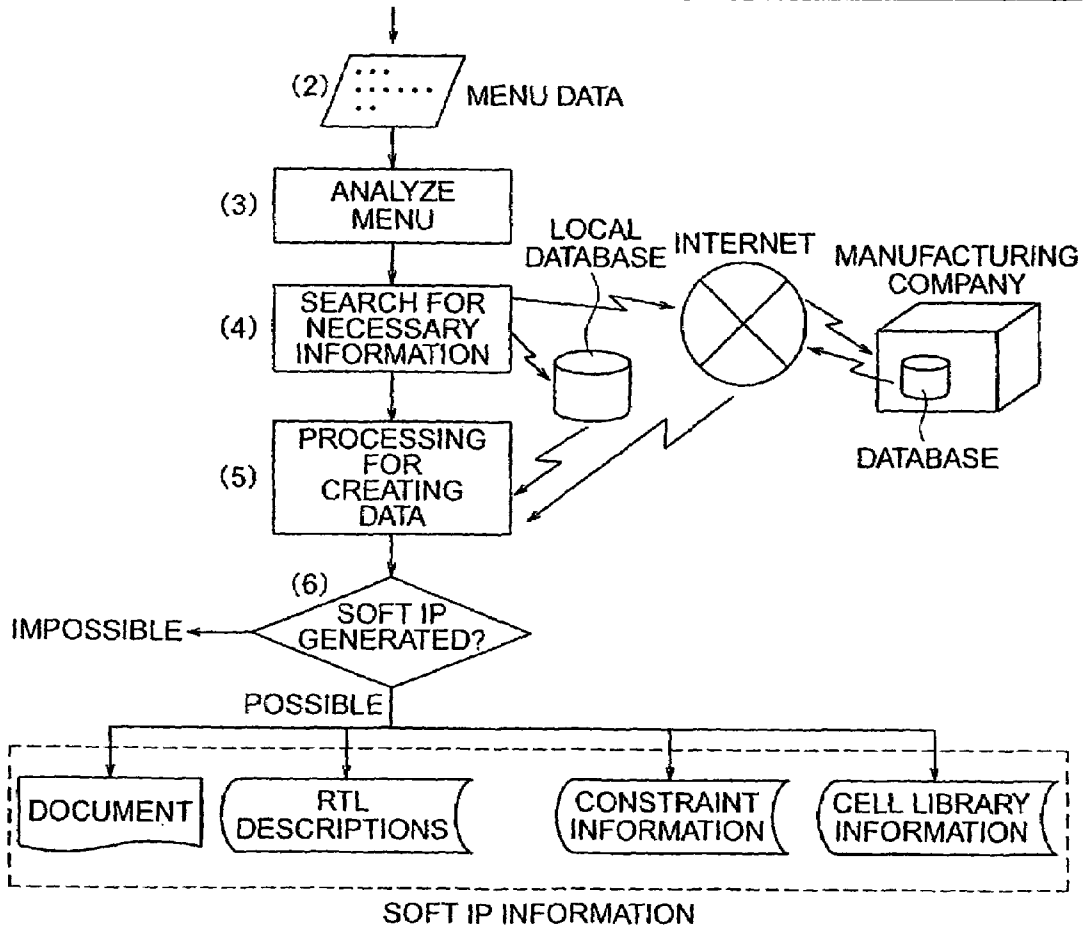 (2)
MENU DATA
(3)
ANALYZE
MENU
LOCAL
DATABASE
INTERNET
MANUFACTURING
COMPANY
(4)
SEARCH FOR
NECESSARY
INFORMATION
DATABASE
(5)
PROCESSING
FOR
CREATING
DATA
(6)
SOFT IP
GENERATED?
IMPOSSIBLE
POSSIBLE
DOCUMENT
RTL
DESCRIPTIONS
CONSTRAINT
INFORMATION
CELL LIBRARY
INFORMATION
SOFT IP INFORMATION